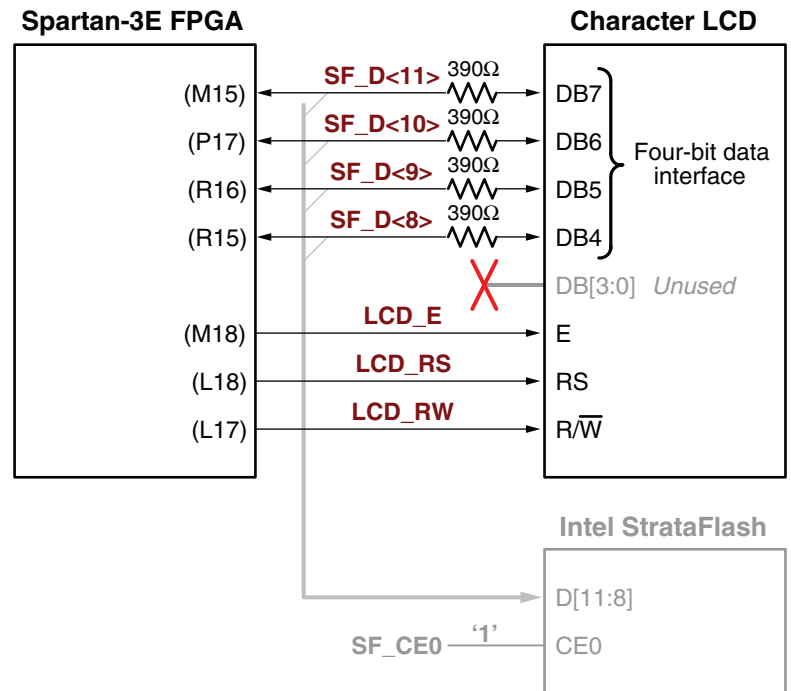 Spartan-3E FPGA
Character LCD
(M15) SF_D<11> 390Ω DB7
(P17) SF_D<10> 390Ω DB6
(R16) SF_D<9> 390Ω DB5
(R15) SF_D<8> 390Ω DB4
Four-bit data
interface
DB[3:0] Unused
(M18) LCD_E E
(L18) LCD_RS RS
(L17) LCD_RW R/W̅
Intel StrataFlash
D[11:8]
SF_CE0 ‘1’ CE0